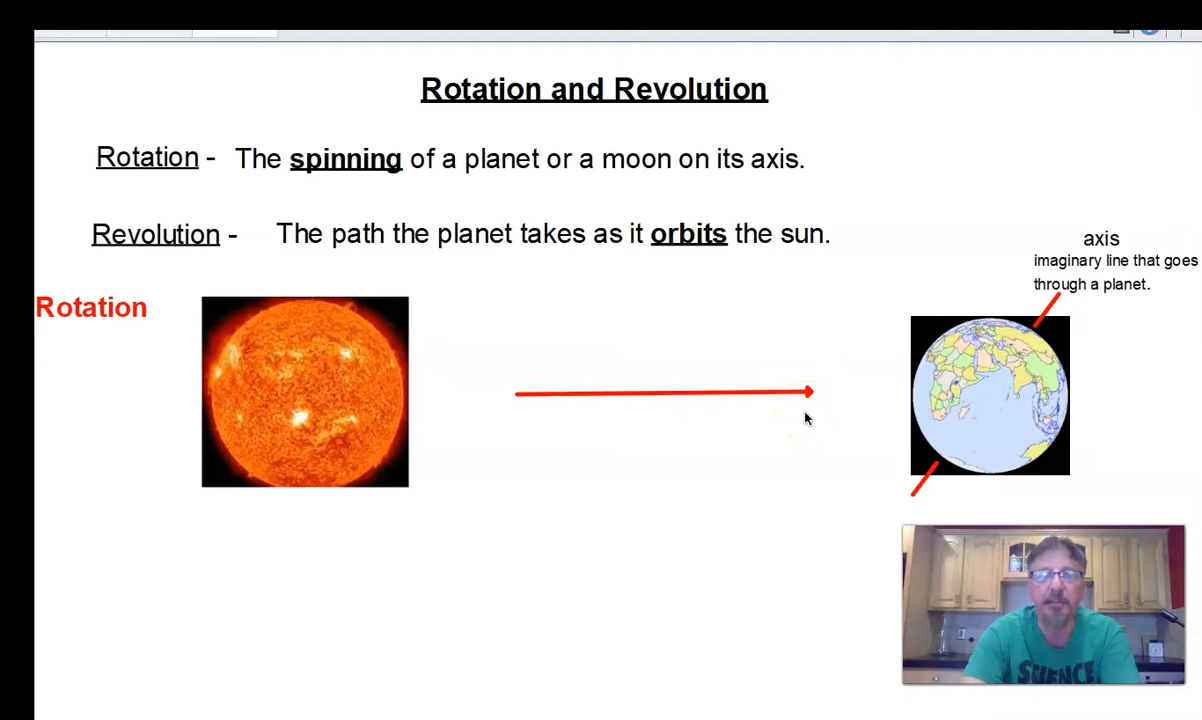 Rotation and Revolution
Rotation - The spinning of a planet or a moon on its axis.
Revolution - The path the planet takes as it orbits the sun.
axis
imaginary line that goes
through a planet.
Rotation
SCIENCE